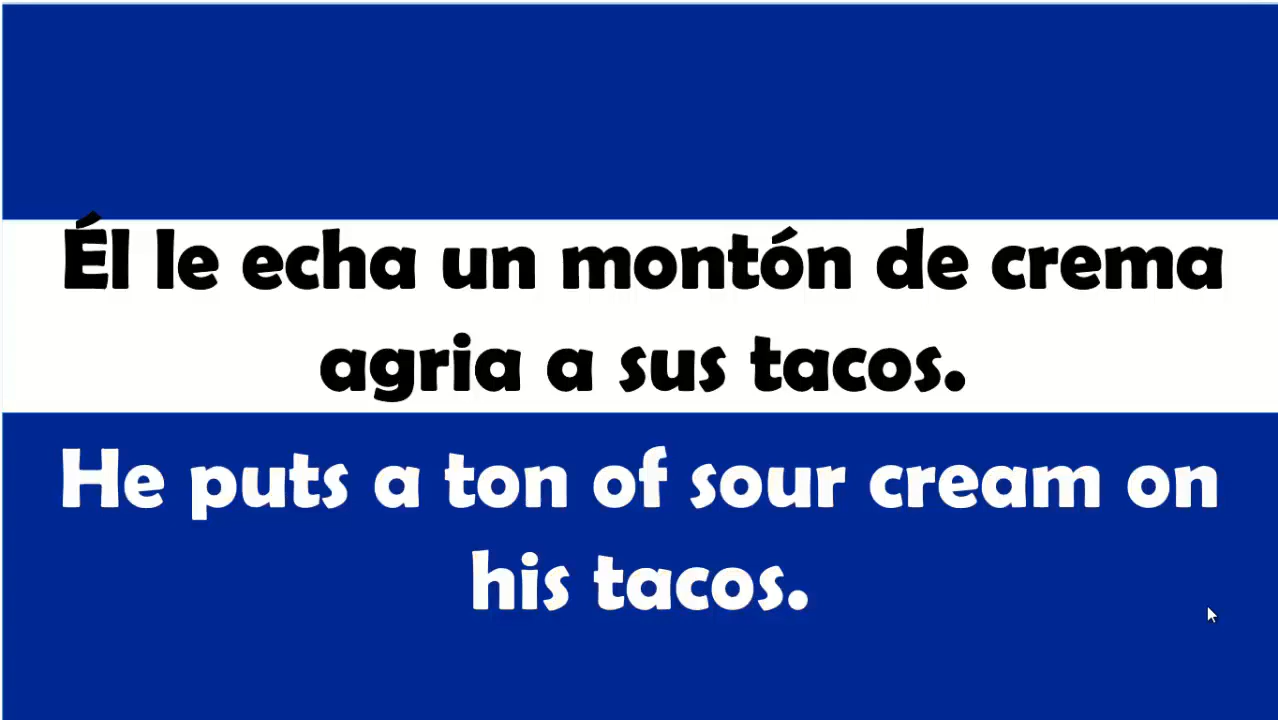 Él le echa un montón de crema
agria a sus tacos.
He puts a ton of sour cream on
his tacos.